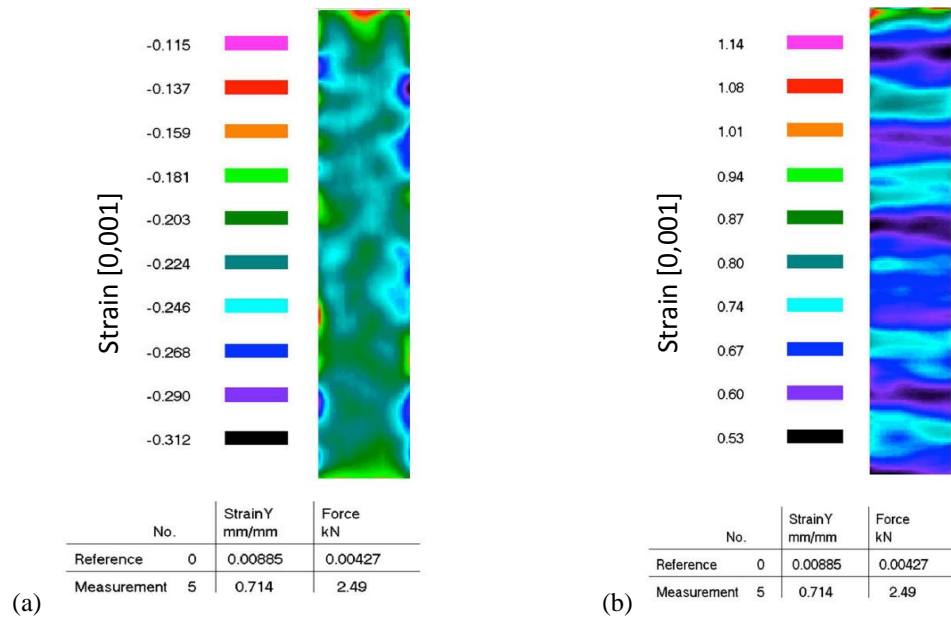 Strain [0,001]
-0.115
-0.137
-0.159
-0.181
-0.203
-0.224
-0.246
-0.268
-0.290
-0.312
No. StrainY mm/mm Force kN
Reference 0 0.00885 0.00427
Measurement 5 0.714 2.49
(a)
Strain [0,001]
1.14
1.08
1.01
0.94
0.87
0.80
0.74
0.67
0.60
0.53
No. StrainY mm/mm Force kN
Reference 0 0.00885 0.00427
Measurement 5 0.714 2.49
(b)